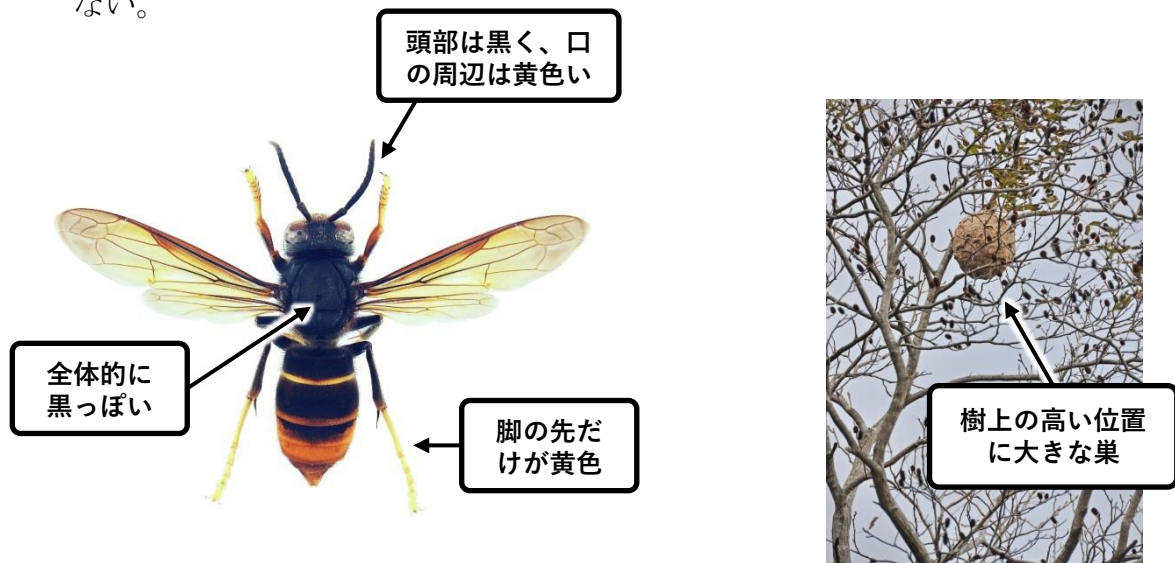 ない。
頭部は黒く、口
の周辺は黄色い
全体的に
黒っぽい
脚の先だ
けが黄色
樹上の高い位置
に大きな巣